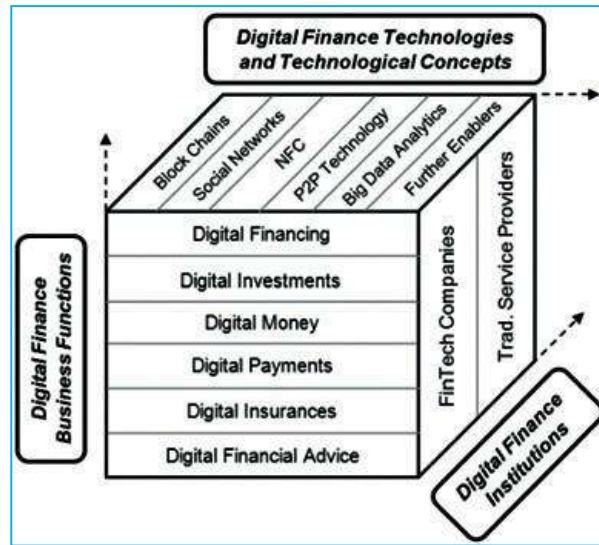 Digital Finance Technologies
and Technological Concepts
Block Chains
Social Networks
NFC
P2P Technology
Big Data Analytics
Further Enablers
Digital Finance
Business Functions
Digital Financing
Digital Investments
Digital Money
Digital Payments
Digital Insurances
Digital Financial Advice
FinTech Companies
Trad. Service Providers
Digital Finance
Institutions